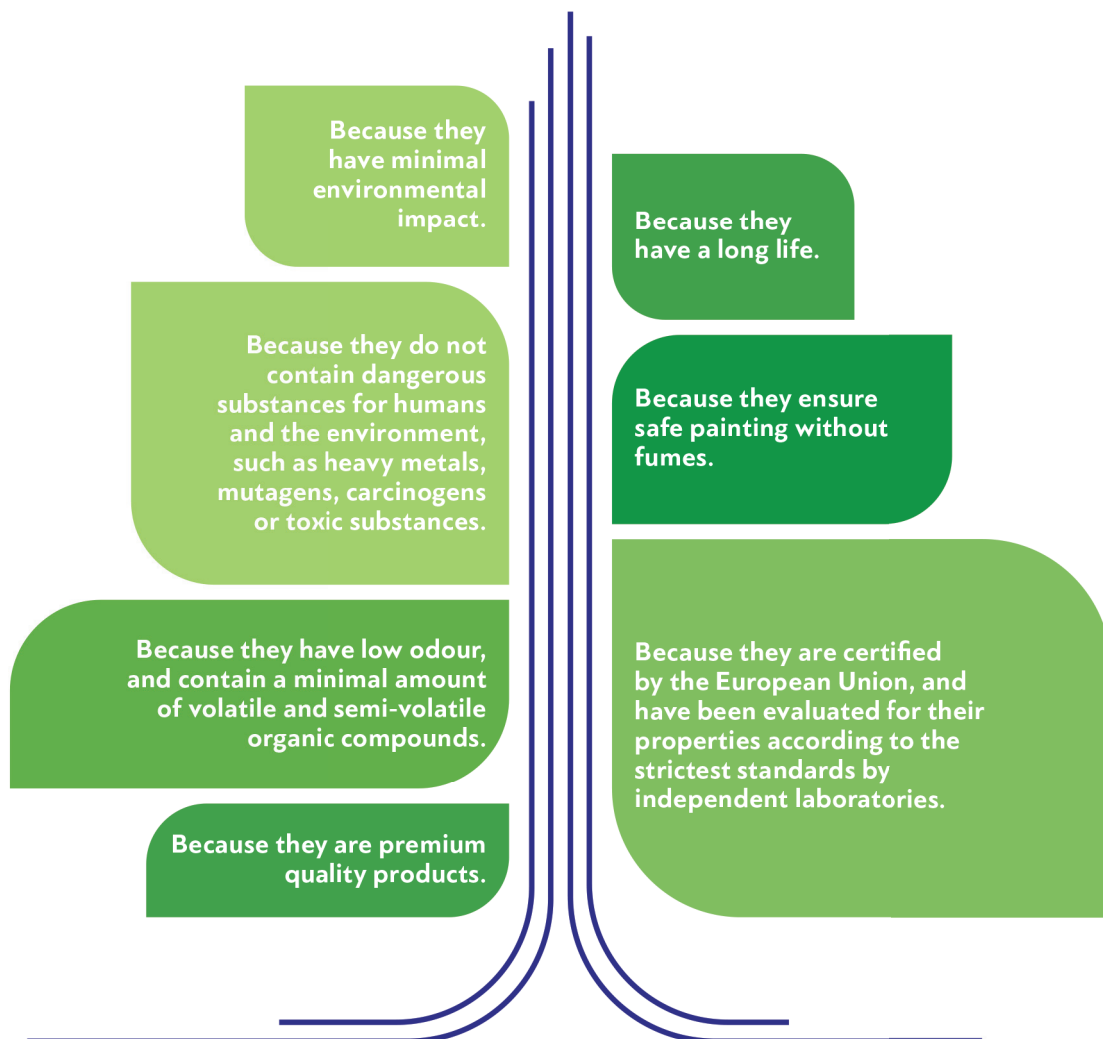 Because they
have minimal
environmental
impact.
Because they do not
contain dangerous
substances for humans
and the environment,
such as heavy metals,
mutagens, carcinogens
or toxic substances.
Because they have low odour,
and contain a minimal amount
of volatile and semi-volatile
organic compounds.
Because they are premium
quality products.
Because they
have a long life.
Because they ensure
safe painting without
fumes.
Because they are certified
by the European Union, and
have been evaluated for their
properties according to the
strictest standards by
independent laboratories.